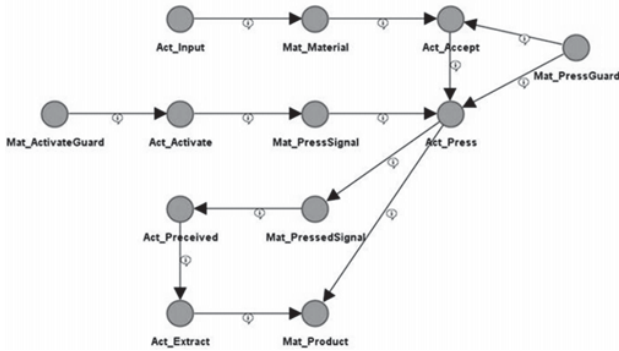 Act_Input
Mat_Material
Act_Accept
Mat_PressGuard
Mat_ActivateGuard
Act_Activate
Mat_PressSignal
Act_Press
Act_Preceived
Mat_PressedSignal
Act_Extract
Mat_Product